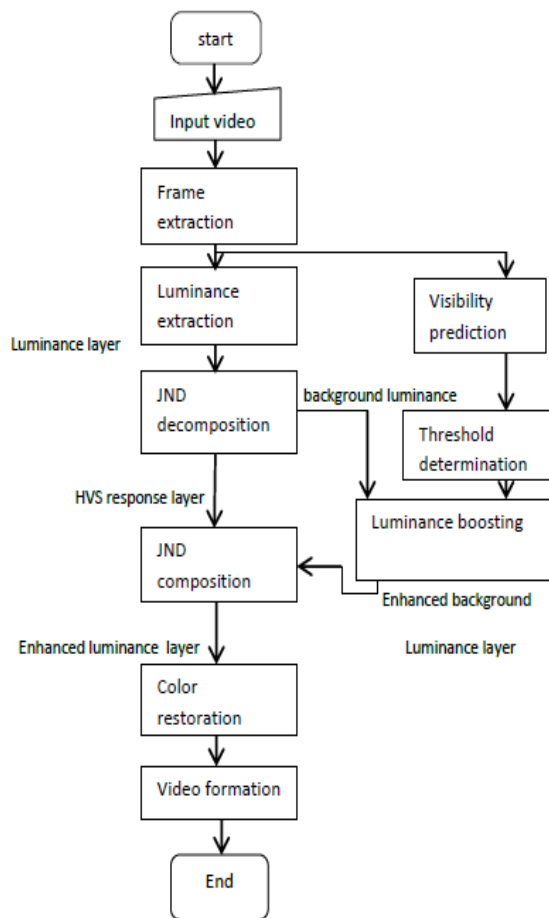 start
Input video
Frame
extraction
Luminance
extraction
Visibility
prediction
Luminance layer
JND
decomposition
background luminance
Threshold
determination
HVS response layer
Luminance boosting
JND
composition
Enhanced background
Enhanced luminance layer
Luminance layer
Color
restoration
Video formation
End